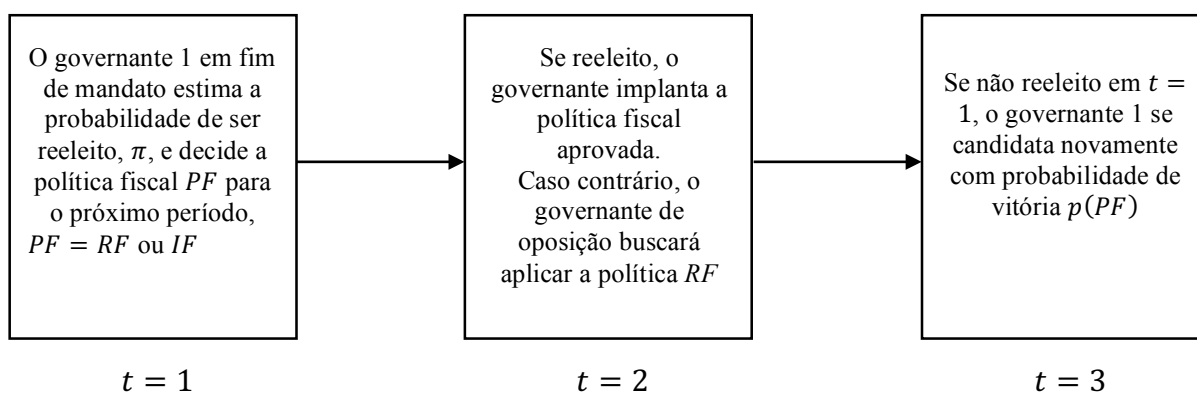 O governante 1 em fim
de mandato estima a
probabilidade de ser
reeleito, π, e decide a
política fiscal PF para
o próximo período,
PF = RF ou IF
Se reeleito, o
governante implanta a
política fiscal
aprovada.
Caso contrário, o
governante de
oposição buscará
aplicar a política RF
Se não reeleito em t =
1, o governante 1 se
candidata novamente
com probabilidade de
vitória p(PF)
t = 1
t = 2
t = 3